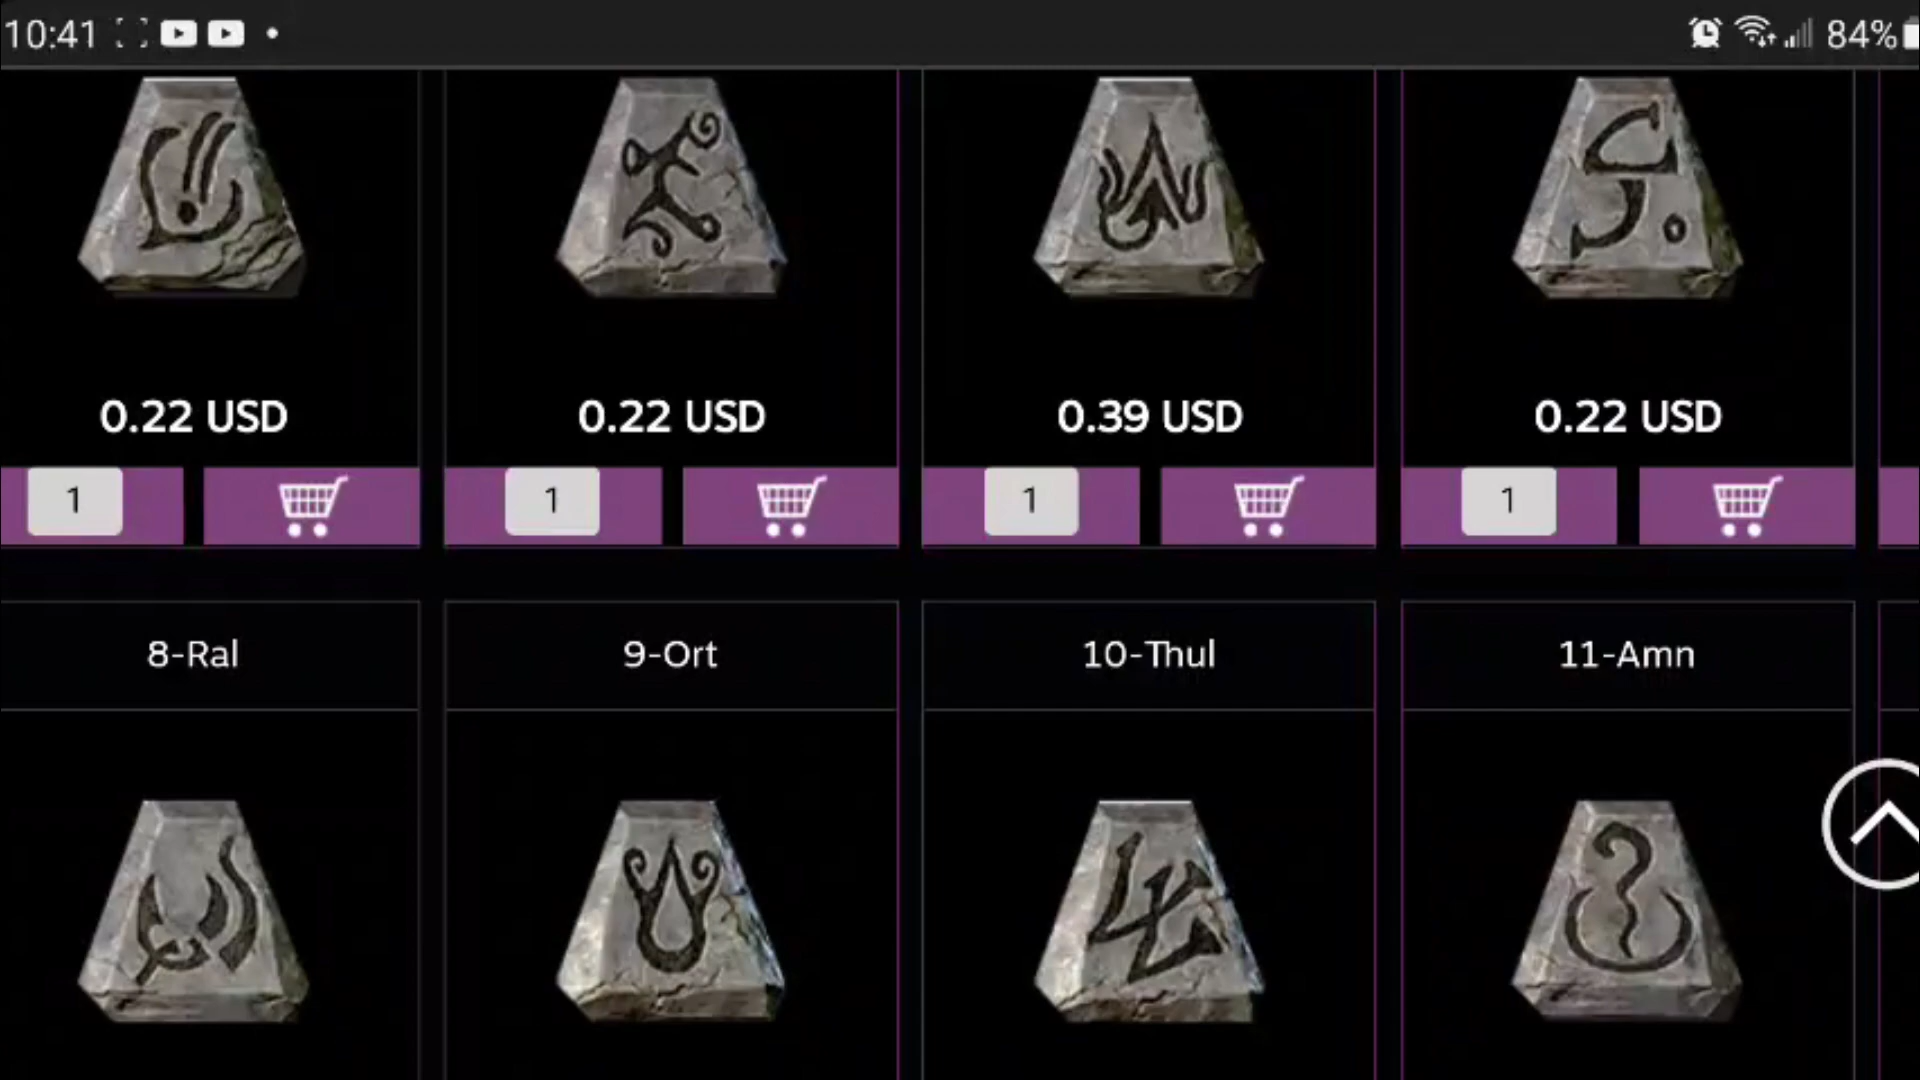 10:41 84%
0.22 USD 0.22 USD 0.39 USD 0.22 USD
1 1 1 1
8-Ral 9-Ort 10-Thul 11-Amn